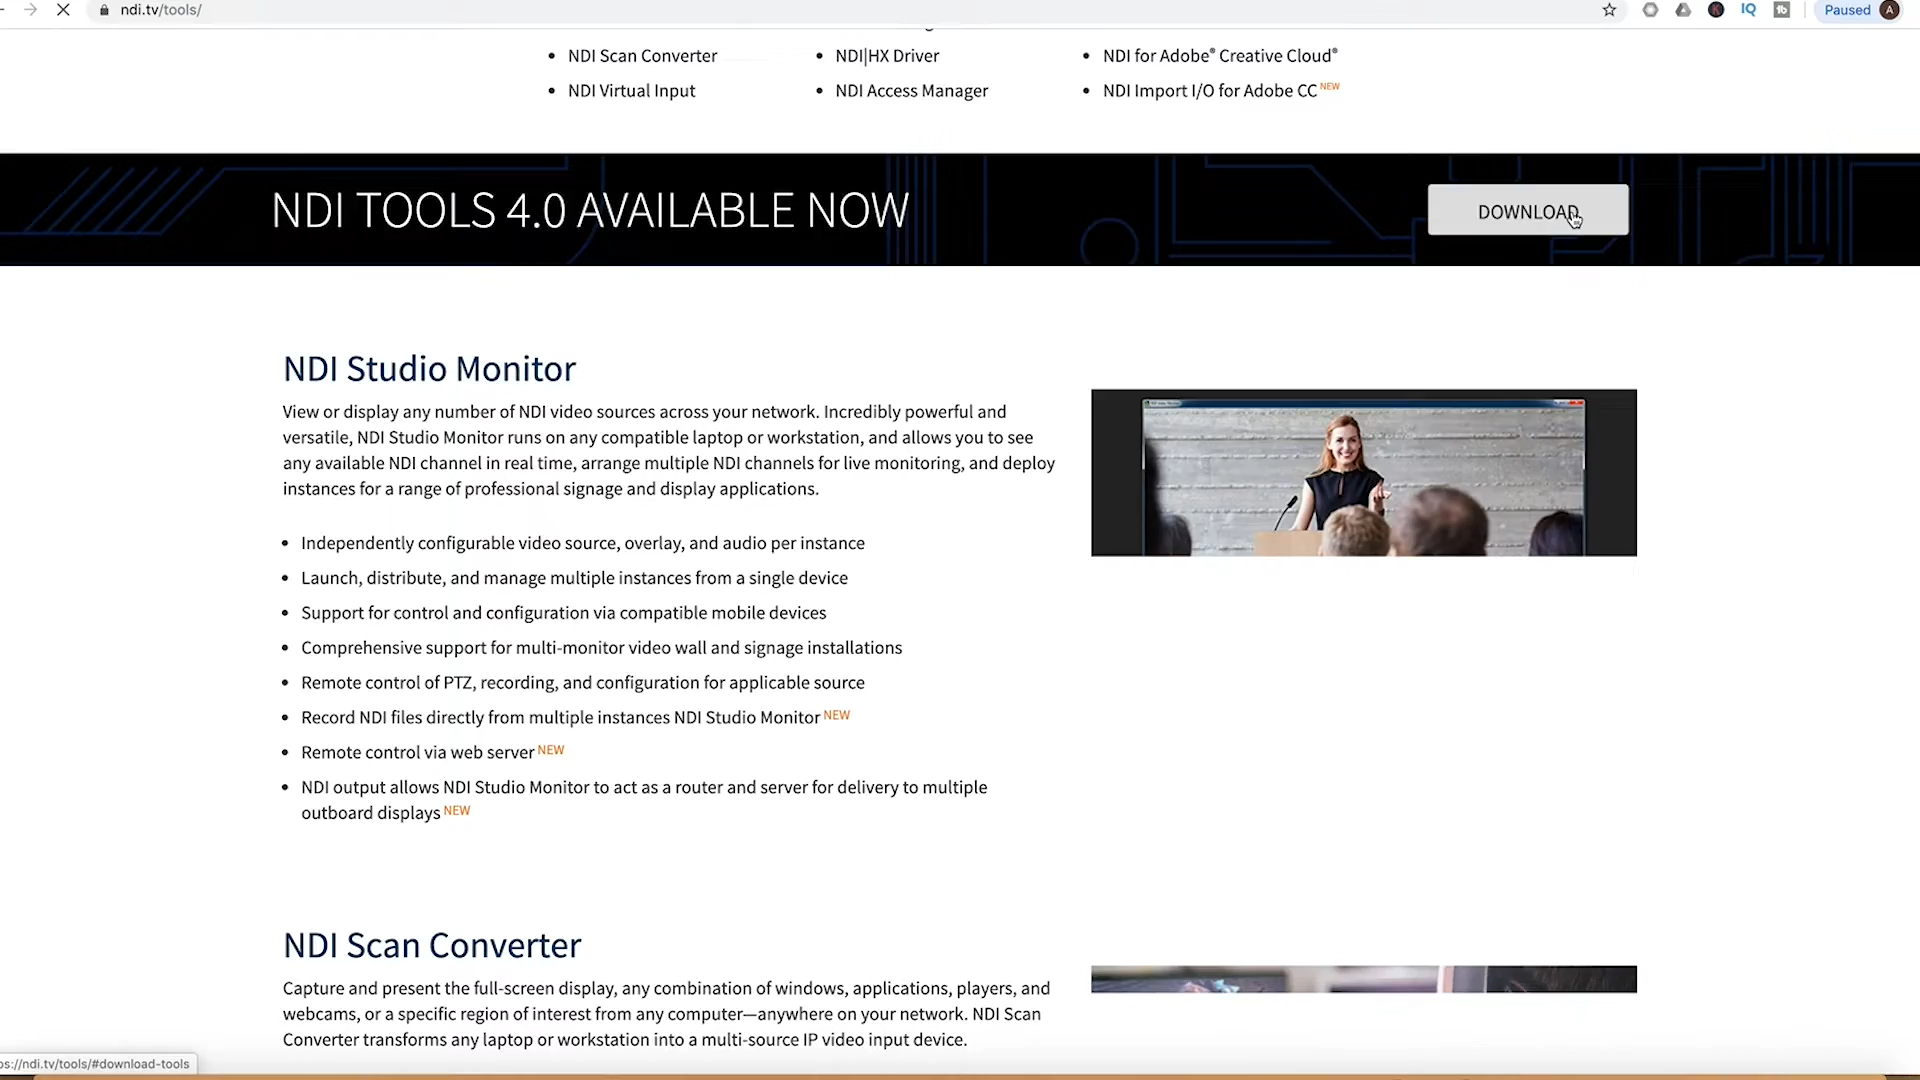 ndi.tv/tools/
Paused A
NDI Scan Converter
NDI|HX Driver
NDI for Adobe® Creative Cloud®
NDI Virtual Input
NDI Access Manager
NDI Import I/O for Adobe CC NEW
NDI TOOLS 4.0 AVAILABLE NOW
DOWNLOAD
NDI Studio Monitor
View or display any number of NDI video sources across your network. Incredibly powerful and
versatile, NDI Studio Monitor runs on any compatible laptop or workstation, and allows you to see
any available NDI channel in real time, arrange multiple NDI channels for live monitoring, and deploy
instances for a range of professional signage and display applications.
Independently configurable video source, overlay, and audio per instance
Launch, distribute, and manage multiple instances from a single device
Support for control and configuration via compatible mobile devices
Comprehensive support for multi-monitor video wall and signage installations
Remote control of PTZ, recording, and configuration for applicable source
Record NDI files directly from multiple instances NDI Studio Monitor NEW
Remote control via web server NEW
NDI output allows NDI Studio Monitor to act as a router and server for delivery to multiple
outboard displays NEW
NDI Scan Converter
Capture and present the full-screen display, any combination of windows, applications, players, and
webcams, or a specific region of interest from any computer—anywhere on your network. NDI Scan
Converter transforms any laptop or workstation into a multi-source IP video input device.
ps://ndi.tv/tools/#download-tools